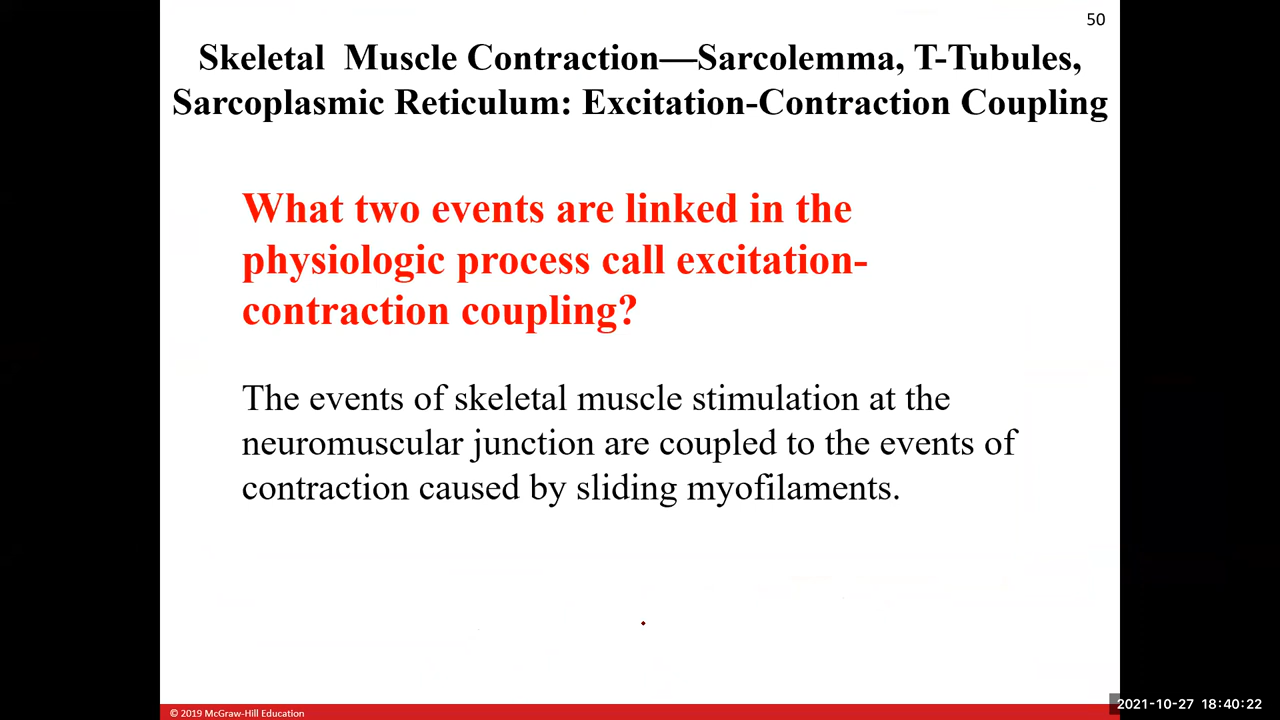 50
Skeletal  Muscle Contraction—Sarcolemma, T-Tubules,
Sarcoplasmic Reticulum: Excitation-Contraction Coupling
What two events are linked in the
physiologic process call excitation-
contraction coupling?
The events of skeletal muscle stimulation at the
neuromuscular junction are coupled to the events of
contraction caused by sliding myofilaments.
© 2019 McGraw-Hill Education
2021-10-27 18:40:22